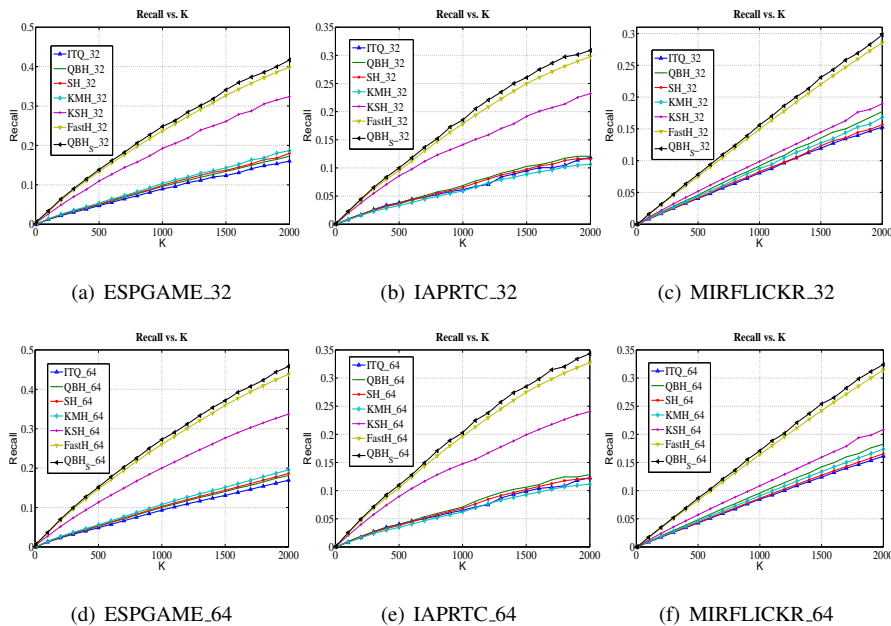 Recall vs. K
Recall
0.5
0.4
0.3
0.2
0.1
0
ITQ_32
QBH_32
SH_32
KMH_32
KSH_32
FastH_32
QBH_S_32
0 500 1000 1500 2000
K
(a) ESPGAME_32
Recall vs. K
Recall
0.35
0.3
0.25
0.2
0.15
0.1
0.05
0
ITQ_32
QBH_32
SH_32
KMH_32
KSH_32
FastH_32
QBH_S_32
0 500 1000 1500 2000
K
(b) IAPRTC_32
Recall vs. K
Recall
0.3
0.25
0.2
0.15
0.1
0.05
0
ITQ_32
QBH_32
SH_32
KMH_32
KSH_32
FastH_32
QBH_S_32
0 500 1000 1500 2000
K
(c) MIRFLICKR_32
Recall vs. K
Recall
0.5
0.4
0.3
0.2
0.1
0
ITQ_64
QBH_64
SH_64
KMH_64
KSH_64
FastH_64
QBH_S_64
0 500 1000 1500 2000
K
(d) ESPGAME_64
Recall vs. K
Recall
0.35
0.3
0.25
0.2
0.15
0.1
0.05
0
ITQ_64
QBH_64
SH_64
KMH_64
KSH_64
FastH_64
QBH_S_64
0 500 1000 1500 2000
K
(e) IAPRTC_64
Recall vs. K
Recall
0.35
0.3
0.25
0.2
0.15
0.1
0.05
0
ITQ_64
QBH_64
SH_64
KMH_64
KSH_64
FastH_64
QBH_S_64
0 500 1000 1500 2000
K
(f) MIRFLICKR_64